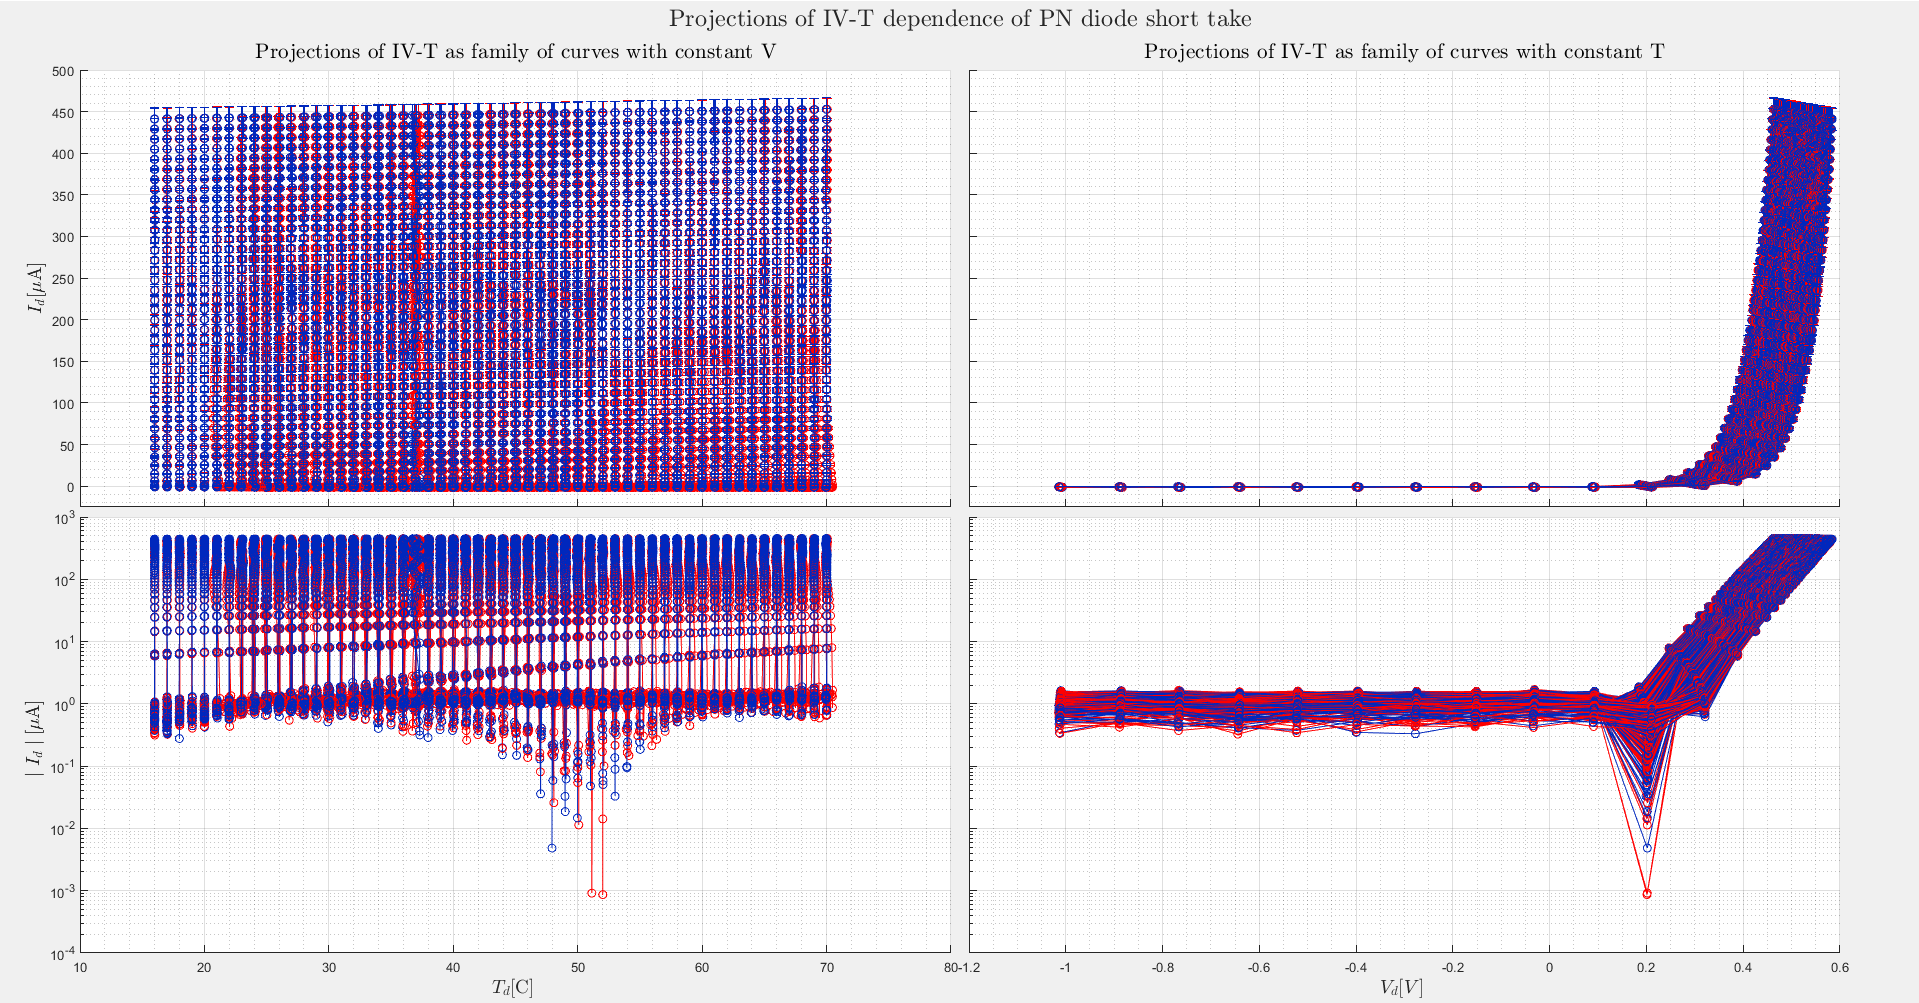 Projections of IV-T dependence of PN diode short take
Projections of IV-T as family of curves with constant V
Projections of IV-T as family of curves with constant T
500
450
400
350
300
250
200
150
100
50
0
I_d[μA]
10^3
10^2
10^1
10^0
10^-1
10^-2
10^-3
10^-4
| I_d | [μA]
10 20 30 40 50 60 70 80
-1.2 -1 -0.8 -0.6 -0.4 -0.2 0 0.2 0.4 0.6
T_d[C]
V_d[V]